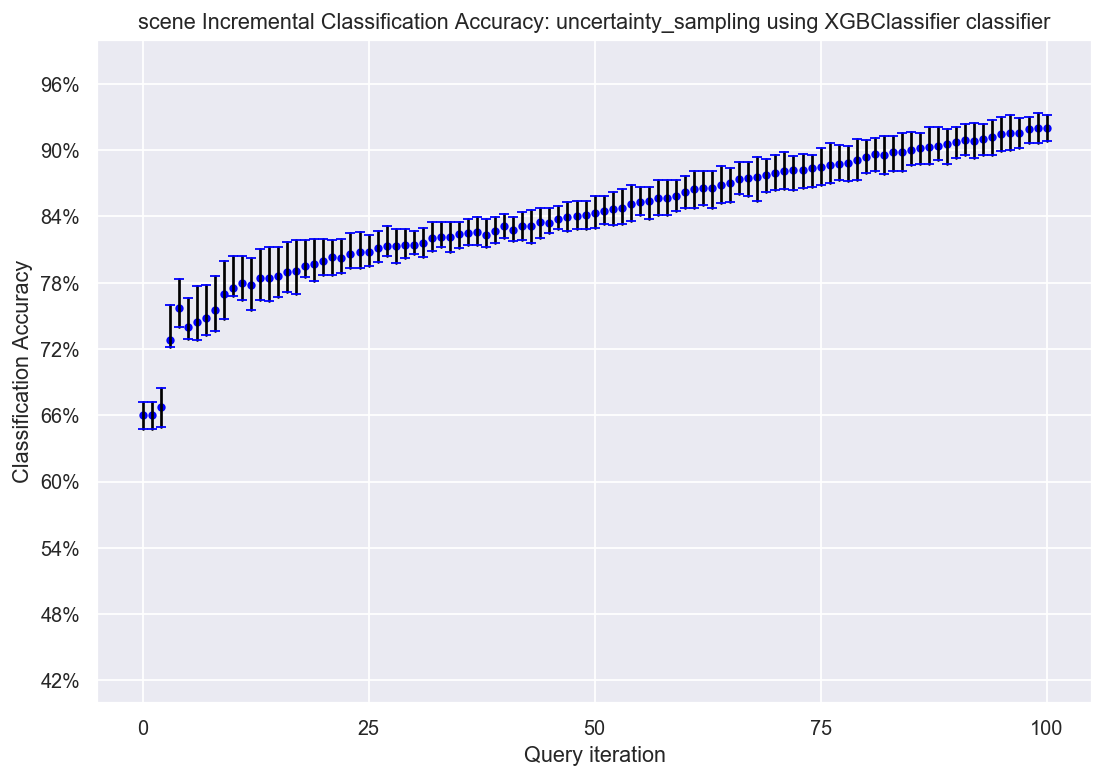 scene Incremental Classification Accuracy: uncertainty_sampling using XGBClassifier classifier
96%
90%
84%
78%
72%
66%
60%
54%
48%
42%
Classification Accuracy
0 25 50 75 100
Query iteration